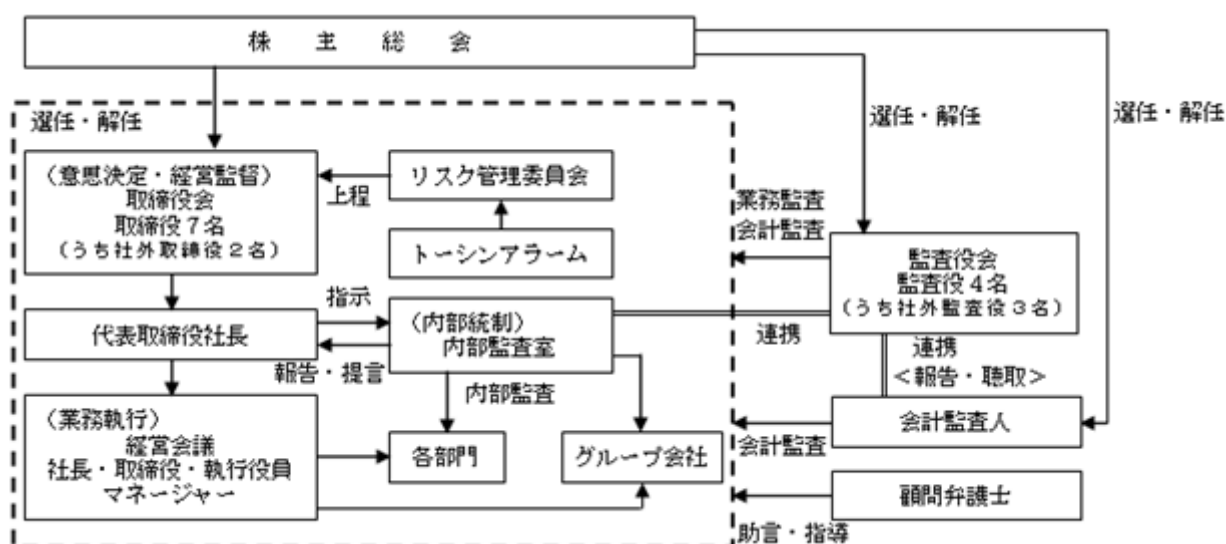 株主総会
選任・解任
選任・解任
選任・解任
〈意思決定・経営監督〉
取締役会
取締役７名
(うち社外取締役２名)
上程
リスク管理委員会
トーシンアラーム
業務監査
会計監査
監査役会
監査役４名
(うち社外監査役３名)
代表取締役社長
指示
報告・提言
〈内部統制〉
内部監査室
連携
連携
＜報告・聴取＞
内部監査
〈業務執行〉
経営会議
社長・取締役・執行役員
マネージャー
各部門
グループ会社
会計監査
会計監査人
顧問弁護士
助言・指導